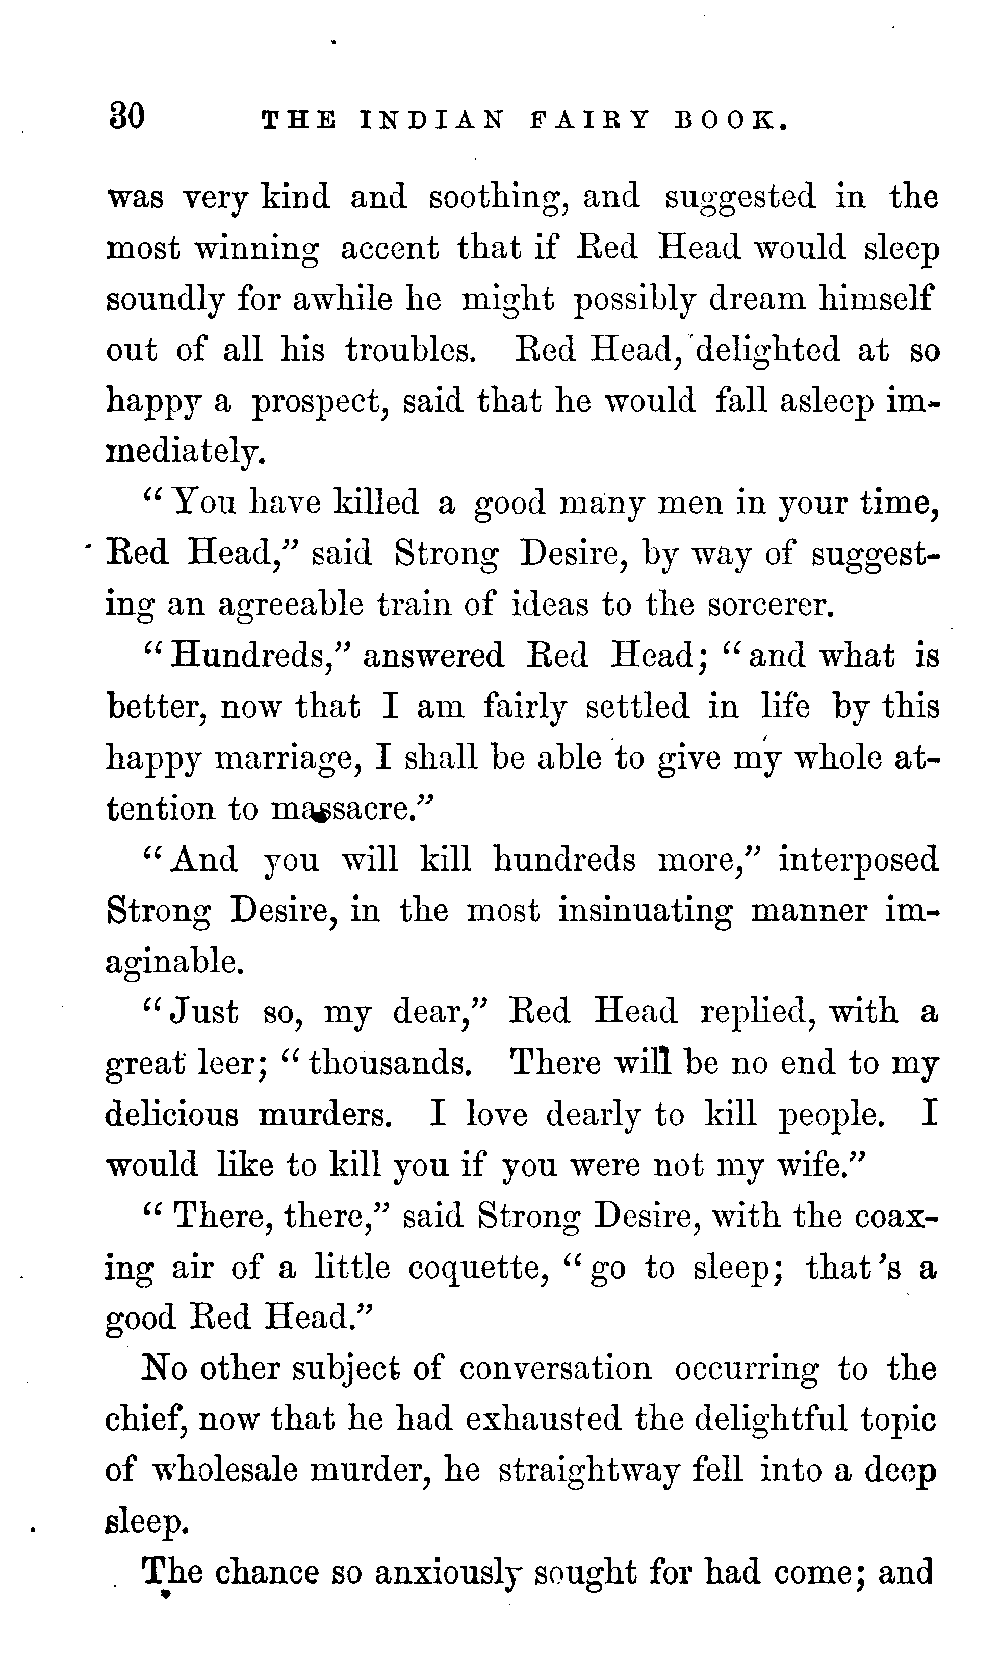 30 THE INDIAN FAIRY BOOK.
was very kind and soothing, and suggested in the
most winning accent that if Red Head would sleep
soundly for awhile he might possibly dream himself
out of all his troubles. Red Head, delighted at so
happy a prospect, said that he would fall asleep im-
mediately.
“You have killed a good many men in your time,
Red Head,” said Strong Desire, by way of suggest-
ing an agreeable train of ideas to the sorcerer.
“Hundreds,” answered Red Head; “and what is
better, now that I am fairly settled in life by this
happy marriage, I shall be able to give my whole at-
tention to massacre.”
“And you will kill hundreds more,” interposed
Strong Desire, in the most insinuating manner im-
aginable.
“Just so, my dear,” Red Head replied, with a
great leer; “thousands. There will be no end to my
delicious murders. I love dearly to kill people. I
would like to kill you if you were not my wife.”
“There, there,” said Strong Desire, with the coax-
ing air of a little coquette, “go to sleep; that's a
good Red Head.”
No other subject of conversation occurring to the
chief, now that he had exhausted the delightful topic
of wholesale murder, he straightway fell into a deep
sleep.
The chance so anxiously sought for had come; and